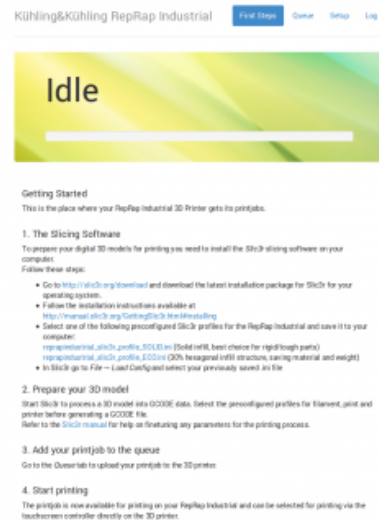 Kühling&Kühling RepRap Industrial
First Steps Queue Setup Log
Idle
Getting Started
This is the place where your RepRap Industrial 3D Printer gets its printjobs.
1. The Slicing Software
To prepare your digital 3D models for printing you need to install the Slic3r slicing software on your
computer.
Follow these steps:
Go to http://slic3r.org/download and download the latest installation package for Slic3r for your
operating system.
Follow the installation instructions available at
http://manual.slic3r.org/GettingSlic3r.html#installing
Select one of the following preconfigured Slic3r profiles for the RepRap Industrial and save it to your
computer:
reprapindustrial_slic3r_profile_SOLID.ini (Solid infill, best choice for rigid/tough parts)
reprapindustrial_slic3r_profile_ECO.ini (30% hexagonal infill structure, saving material and weight)
In Slic3r go to File – Load Config and select your previously saved .ini file
2. Prepare your 3D model
Start Slic3r to process a 3D model into GCODE data. Select the preconfigured profiles for filament, print and
printer before generating a GCODE file.
Refer to the Slic3r manual for help on finetuning any parameters for the printing process.
3. Add your printjob to the queue
Go to the Queue tab to upload your printjob to the 3D printer.
4. Start printing
The printjob is now available for printing on your RepRap Industrial and can be selected for printing via the
touchscreen controller directly on the 3D printer.